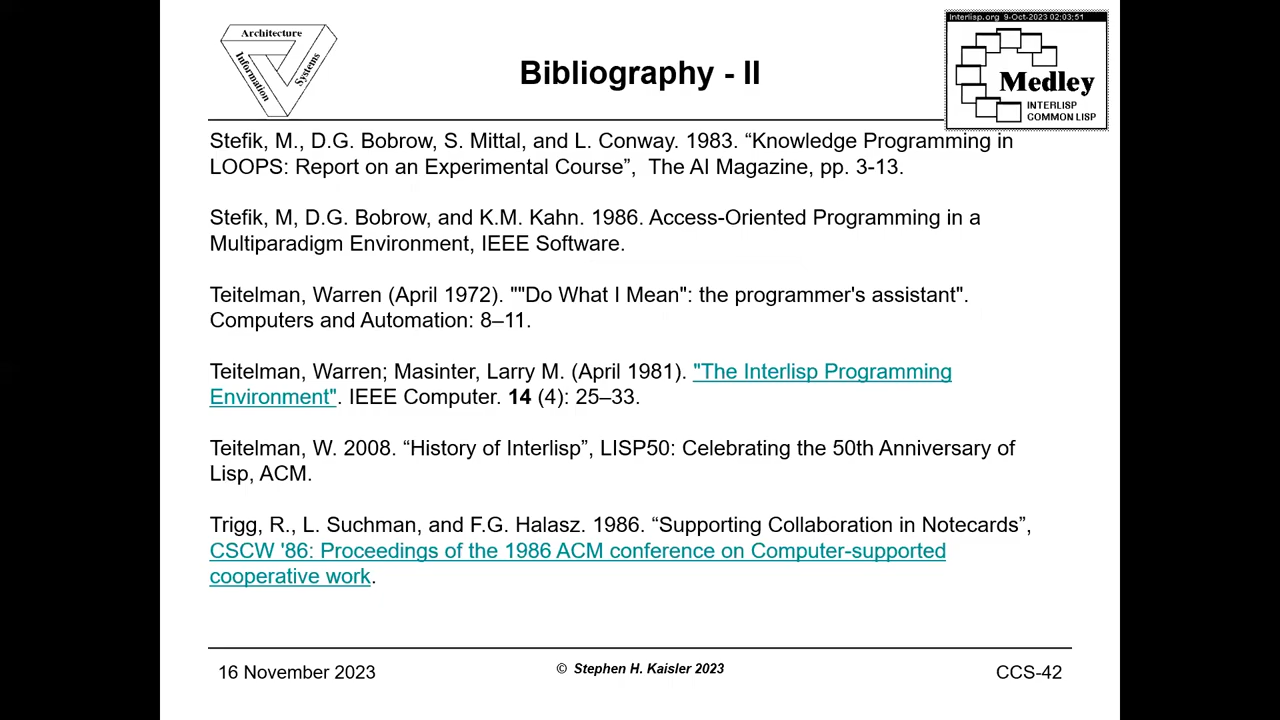 Architecture
Information
Systems
Bibliography - II
Interlisp.org 9-Oct-2023 02:03:51
Medley
INTERLISP
COMMON LISP
Stefik, M., D.G. Bobrow, S. Mittal, and L. Conway. 1983. “Knowledge Programming in
LOOPS: Report on an Experimental Course”,  The AI Magazine, pp. 3-13.
Stefik, M, D.G. Bobrow, and K.M. Kahn. 1986. Access-Oriented Programming in a
Multiparadigm Environment, IEEE Software.
Teitelman, Warren (April 1972). ""Do What I Mean": the programmer's assistant".
Computers and Automation: 8–11.
Teitelman, Warren; Masinter, Larry M. (April 1981). "The Interlisp Programming
Environment". IEEE Computer. 14 (4): 25–33.
Teitelman, W. 2008. “History of Interlisp”, LISP50: Celebrating the 50th Anniversary of
Lisp, ACM.
Trigg, R., L. Suchman, and F.G. Halasz. 1986. “Supporting Collaboration in Notecards”,
CSCW '86: Proceedings of the 1986 ACM conference on Computer-supported
cooperative work.
16 November 2023
© Stephen H. Kaisler 2023
CCS-42